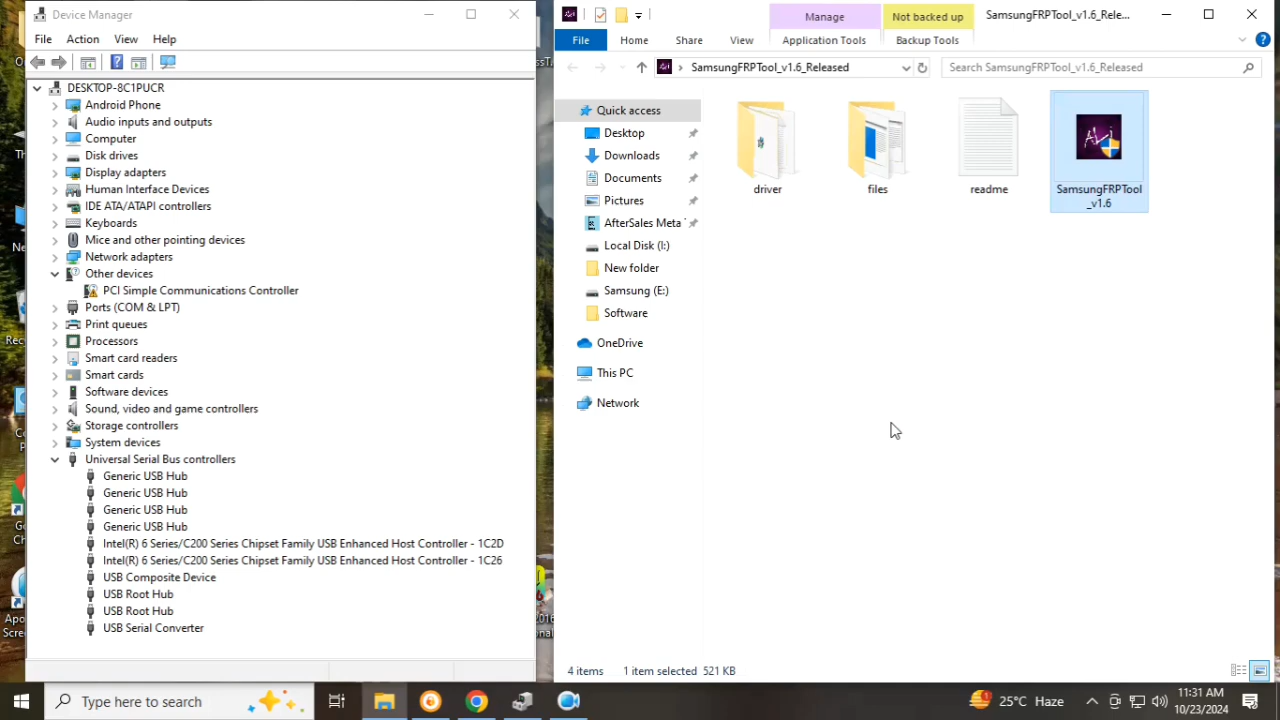 Device Manager
File Action View Help
DESKTOP-8C1PUCR
Android Phone
Audio inputs and outputs
Computer
Disk drives
Display adapters
Human Interface Devices
IDE ATA/ATAPI controllers
Keyboards
Mice and other pointing devices
Network adapters
Other devices
PCI Simple Communications Controller
Ports (COM & LPT)
Print queues
Processors
Smart card readers
Smart cards
Software devices
Sound, video and game controllers
Storage controllers
System devices
Universal Serial Bus controllers
Generic USB Hub
Generic USB Hub
Generic USB Hub
Generic USB Hub
Intel(R) 6 Series/C200 Series Chipset Family USB Enhanced Host Controller - 1C2D
Intel(R) 6 Series/C200 Series Chipset Family USB Enhanced Host Controller - 1C26
USB Composite Device
USB Root Hub
USB Root Hub
USB Serial Converter
Manage Not backed up SamsungFRPTool_v1.6_Rele...
File Home Share View Application Tools Backup Tools
SamsungFRPTool_v1.6_Released Search SamsungFRPTool_v1.6_Released
Quick access
Desktop
Downloads
Documents
Pictures
AfterSales Meta
Local Disk (I:)
New folder
Samsung (E:)
Software
OneDrive
This PC
Network
driver files readme SamsungFRPTool
_v1.6
4 items 1 item selected 521 KB
Type here to search 25°C Haze 11:31 AM
10/23/2024